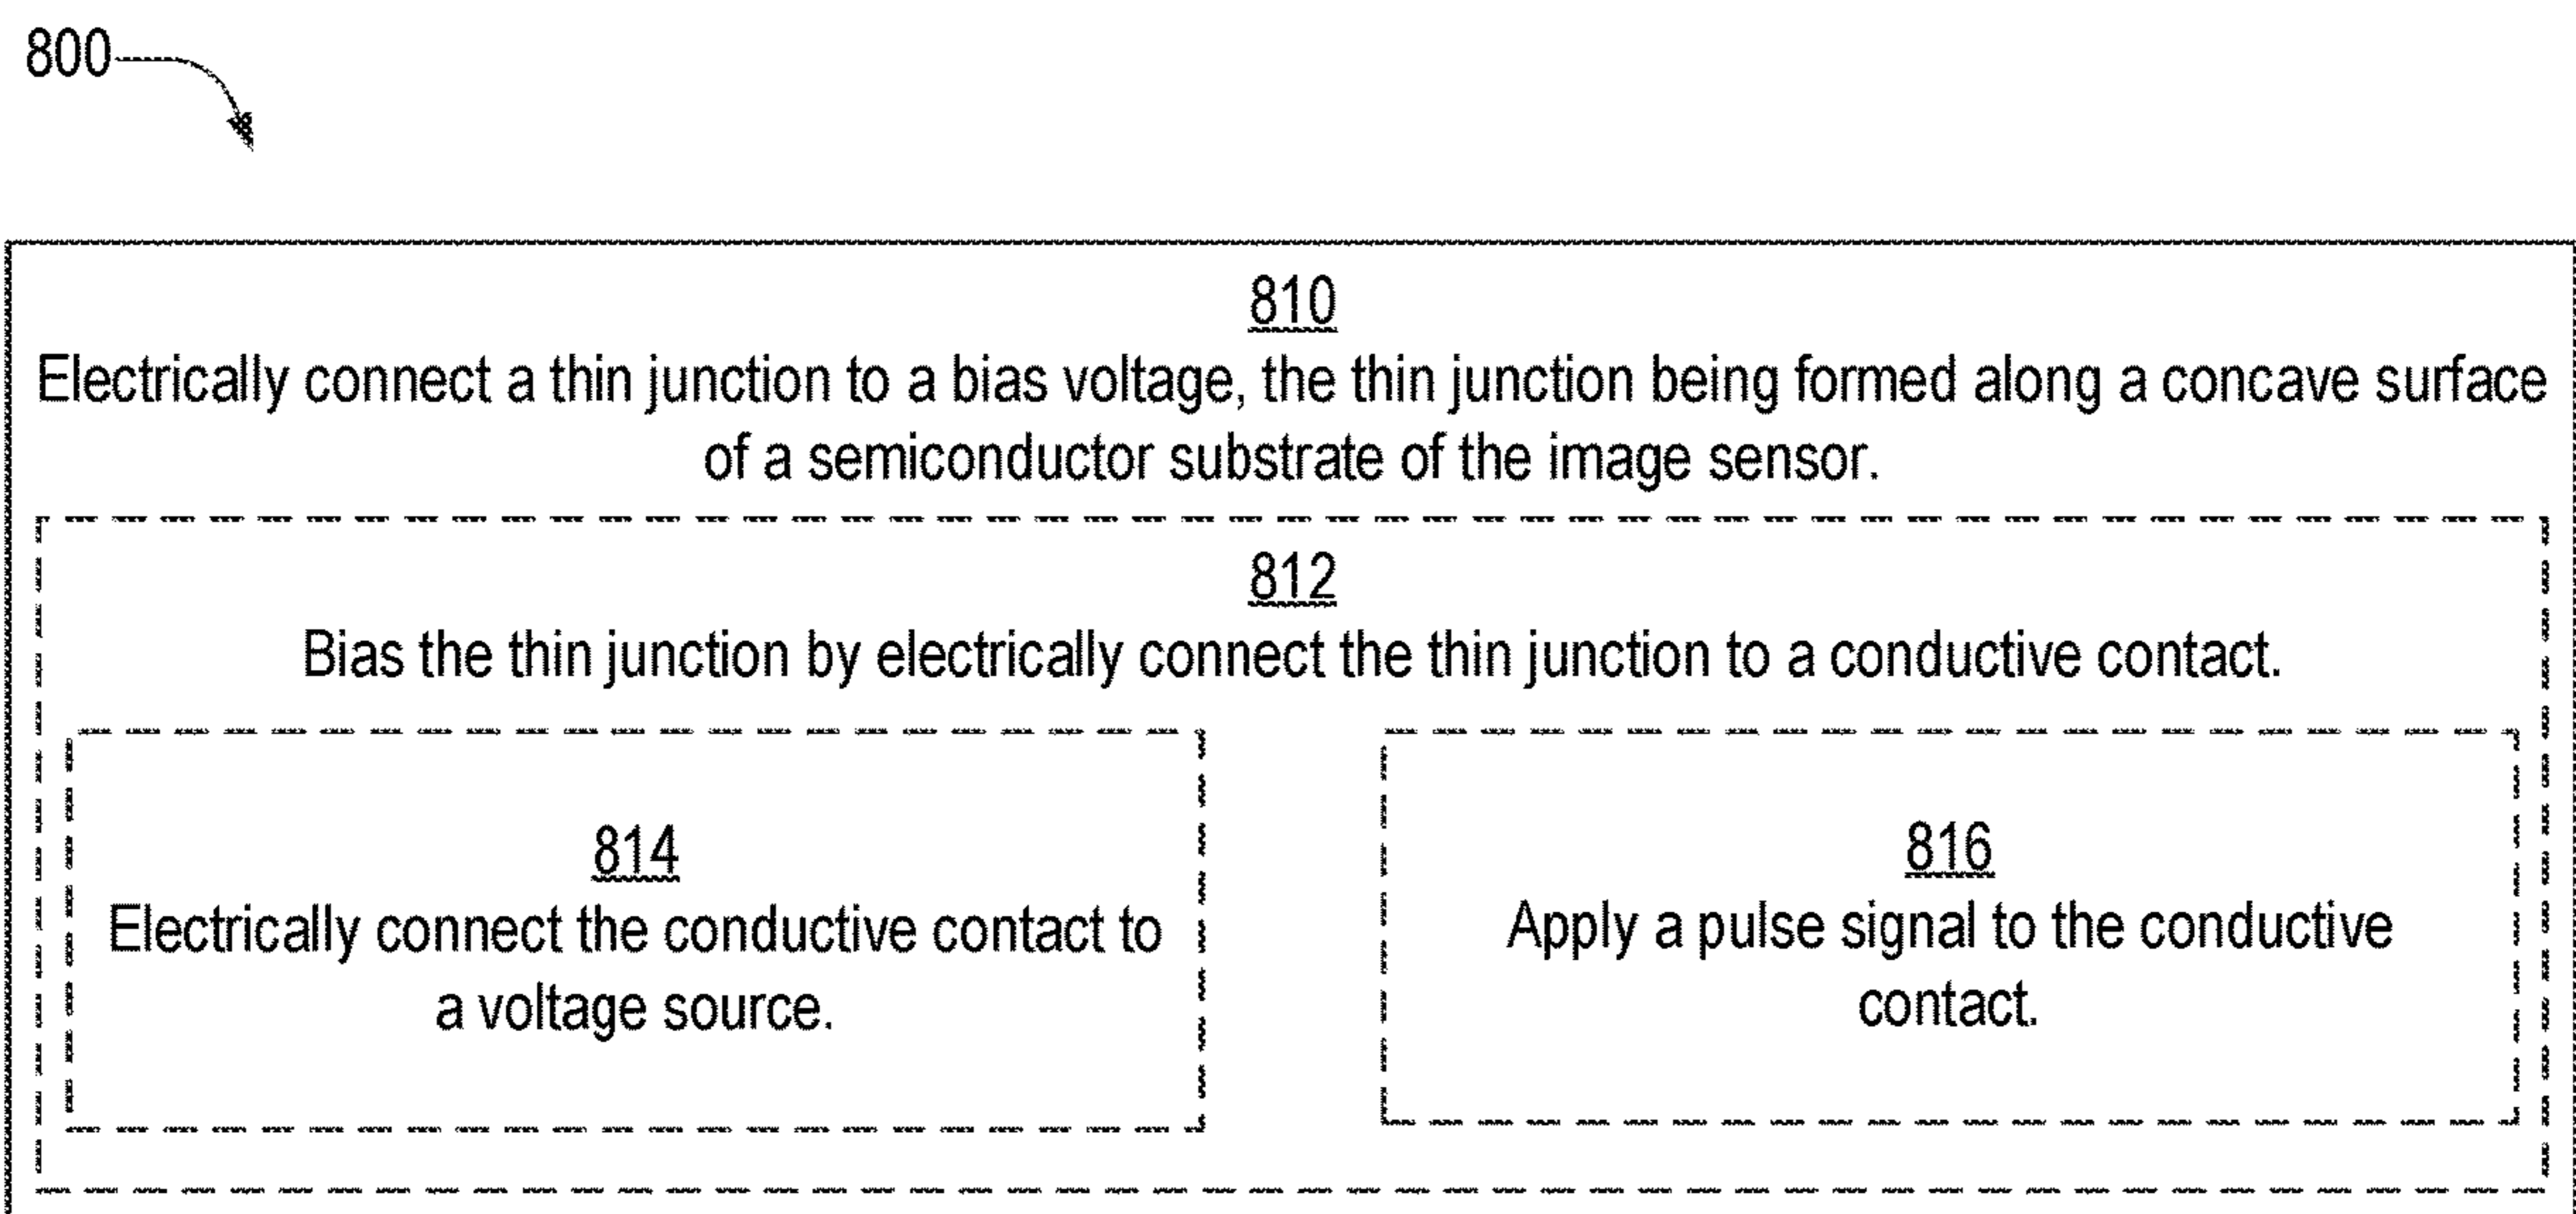 800
810
Electrically connect a thin junction to a bias voltage, the thin junction being formed along a concave surface
of a semiconductor substrate of the image sensor.
812
Bias the thin junction by electrically connect the thin junction to a conductive contact.
814
Electrically connect the conductive contact to
a voltage source.
816
Apply a pulse signal to the conductive
contact.